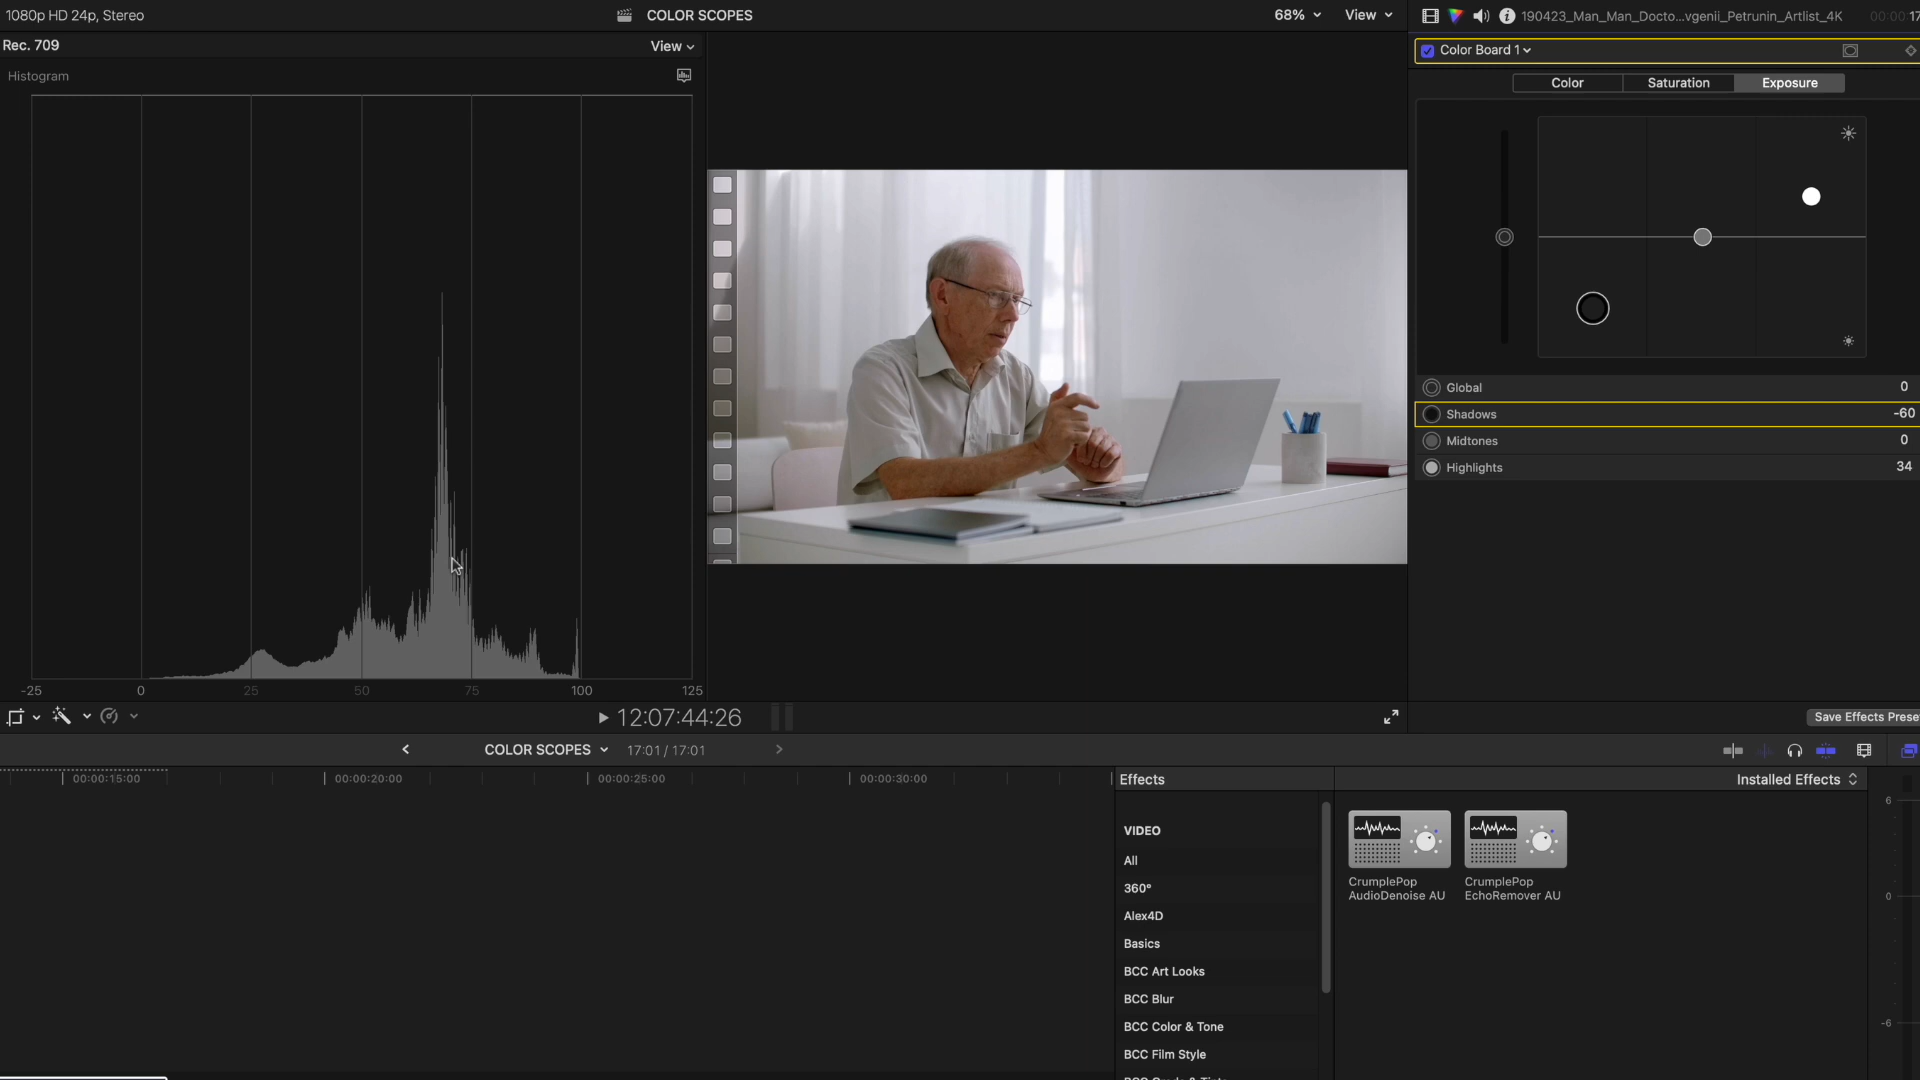 1080p HD 24p, Stereo
COLOR SCOPES
68%
View
190423_Man_Man_Docto...vgenii_Petrunin_Artlist_4K
00:00:17
Rec. 709
View
Color Board 1
Histogram
Color
Saturation
Exposure
Global
0
Shadows
-60
Midtones
0
Highlights
34
-25
0
25
50
75
100
125
12:07:44:26
Save Effects Prese
COLOR SCOPES
17:01 / 17:01
00:00:15:00
00:00:20:00
00:00:25:00
00:00:30:00
Effects
Installed Effects
6
VIDEO
All
360°
Alex4D
Basics
BCC Art Looks
BCC Blur
BCC Color & Tone
BCC Film Style
CrumplePop
AudioDenoise AU
CrumplePop
EchoRemover AU
0
-6